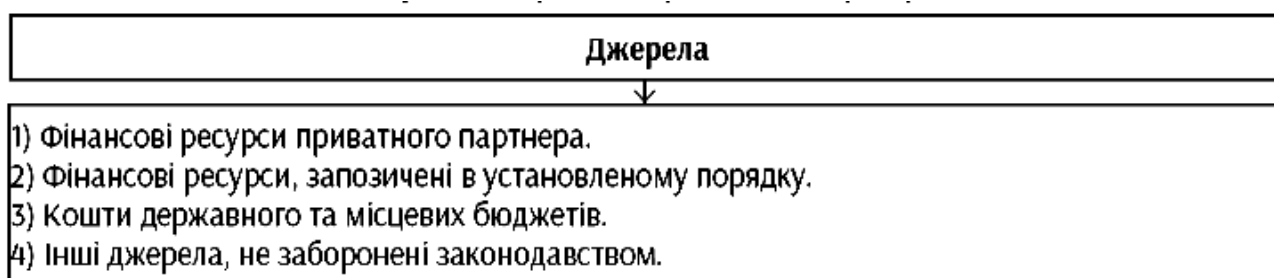 Джерела
1) Фінансові ресурси приватного партнера.
2) Фінансові ресурси, запозичені в установленому порядку.
3) Кошти державного та місцевих бюджетів.
4) Інші джерела, не заборонені законодавством.